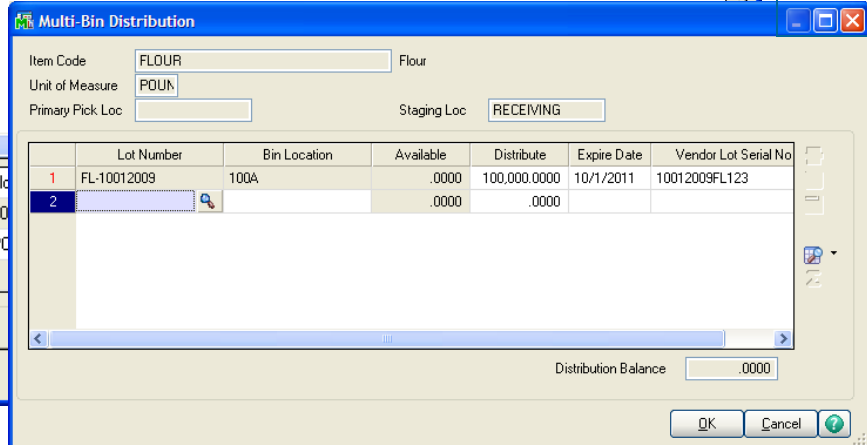 Multi-Bin Distribution
Item Code FLOUR Flour
Unit of Measure POUN
Primary Pick Loc Staging Loc RECEIVING
Lot Number Bin Location Available Distribute Expire Date Vendor Lot Serial No
1 FL-10012009 100A .0000 100,000.0000 10/1/2011 10012009FL123
2 .0000 .0000
Distribution Balance .0000
OK Cancel